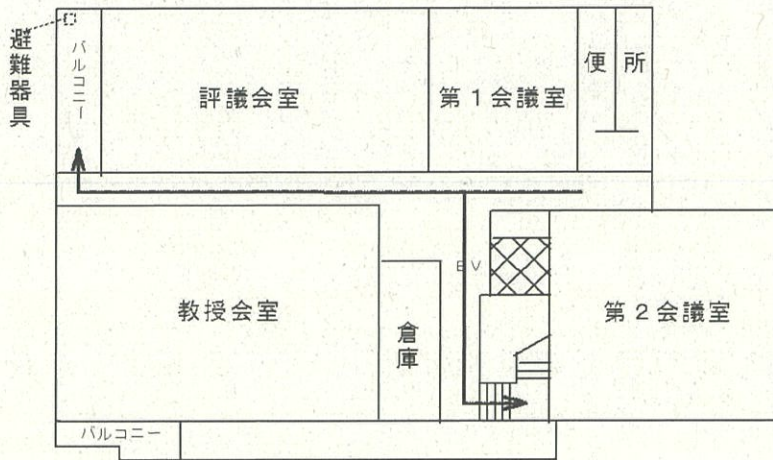 避難器具
バルコニー
評議会室
第1会議室
便所
EV
教授会室
倉庫
第2会議室
バルコニー